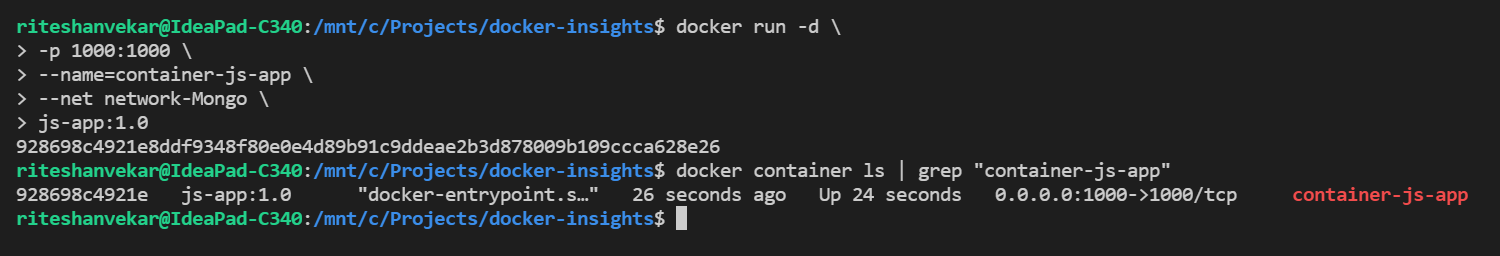 riteshanvekar@IdeaPad-C340:/mnt/c/Projects/docker-insights$ docker run -d \
> -p 1000:1000 \
> --name=container-js-app \
> --net network-Mongo \
> js-app:1.0
928698c4921e8ddf9348f80e0e4d89b91c9ddeae2b3d878009b109ccca628e26
riteshanvekar@IdeaPad-C340:/mnt/c/Projects/docker-insights$ docker container ls | grep "container-js-app"
928698c4921e   js-app:1.0      "docker-entrypoint.s…"   26 seconds ago   Up 24 seconds   0.0.0.0:1000->1000/tcp     container-js-app
riteshanvekar@IdeaPad-C340:/mnt/c/Projects/docker-insights$